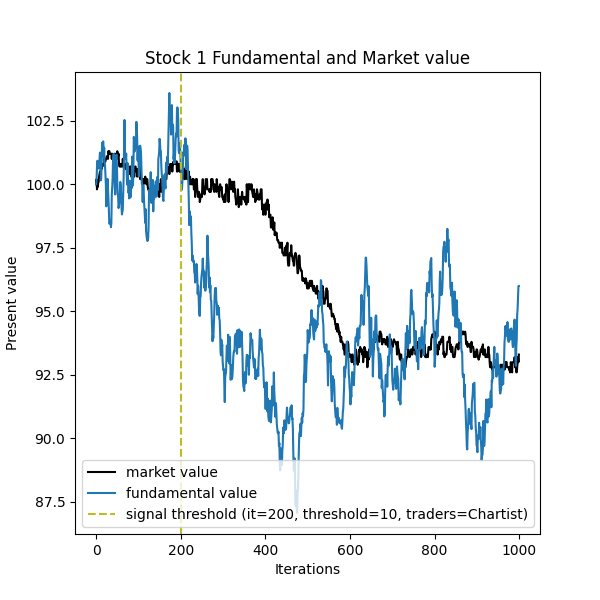 Stock 1 Fundamental and Market value
102.5
100.0
97.5
95.0
92.5
90.0
87.5
Present value
market value
fundamental value
signal threshold (it=200, threshold=10, traders=Chartist)
0 200 400 600 800 1000
Iterations